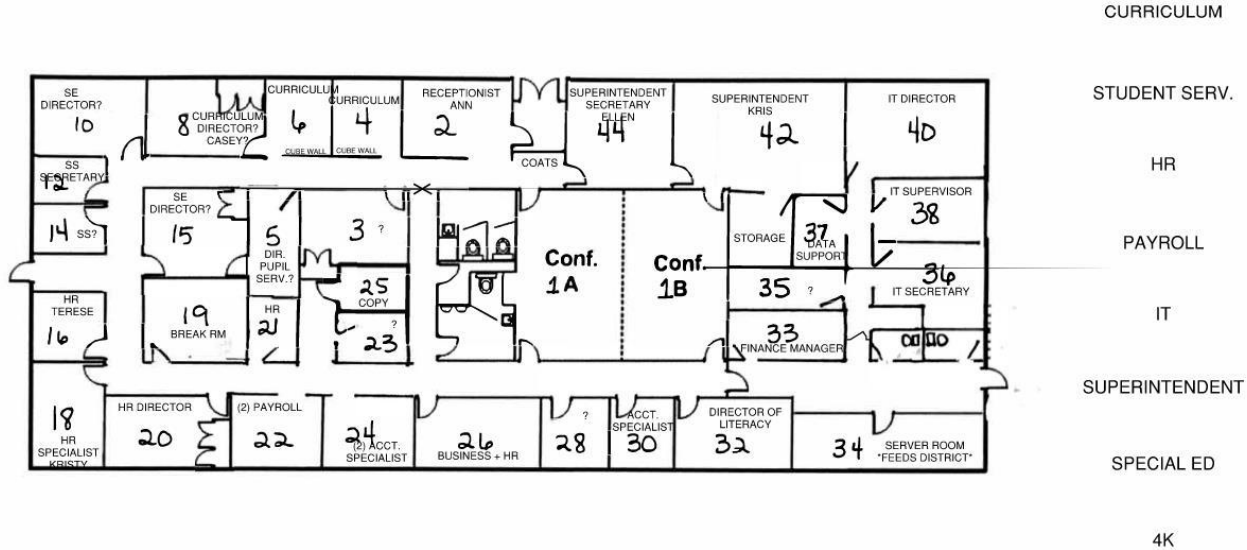 CURRICULUM
STUDENT SERV.
HR
PAYROLL
IT
SUPERINTENDENT
SPECIAL ED
4K
SE
DIRECTOR?
10
8
CURRICULUM
DIRECTOR?
CASEY?
CURRICULUM
6
CUBE WALL
CURRICULUM
4
CUBE WALL
RECEPTIONIST
ANN
2
COATS
SUPERINTENDENT
SECRETARY
ELLEN
44
SUPERINTENDENT
KRIS
42
IT DIRECTOR
40
SS
SECRETARY
12
14 SS?
SE
DIRECTOR?
15
5
DIR.
PUPIL
SERV.?
3 ?
25
COPY
?
23
Conf.
1A
Conf.
1B
STORAGE
37
DATA
SUPPORT
IT SUPERVISOR
38
36
IT SECRETARY
35 ?
33
FINANCE MANAGER
HR
TERESE
16
19
BREAK RM
HR
21
18
HR
SPECIALIST
KRISTY
HR DIRECTOR
20
(2) PAYROLL
22
24
(2) ACCT.
SPECIALIST
26
BUSINESS + HR
?
28
ACCT.
SPECIALIST
30
DIRECTOR OF
LITERACY
32
34
SERVER ROOM
*FEEDS DISTRICT*